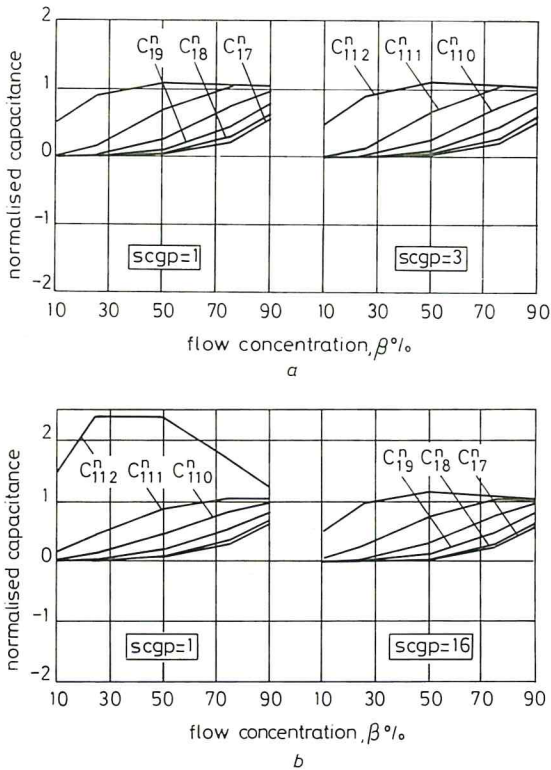 2
1
0
-1
-2
normalised capacitance
C^n_19 C^n_18 C^n_17
C^n_112 C^n_111 C^n_110
scgp=1
scgp=3
10 30 50 70 90 10 30 50 70 90
flow concentration, β%
a
2
1
0
-1
-2
normalised capacitance
C^n_112 C^n_111 C^n_110
C^n_19 C^n_18 C^n_17
scgp=1
scgp=16
10 30 50 70 90 10 30 50 70 90
flow concentration, β%
b